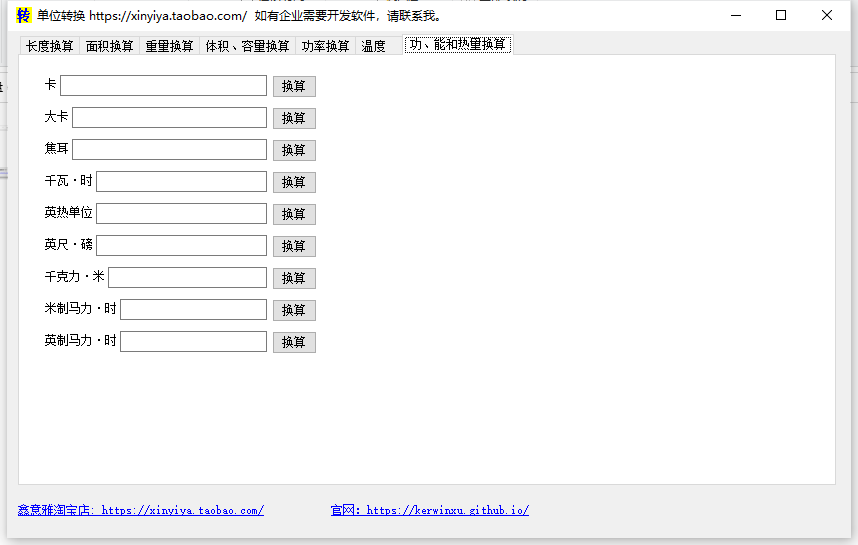 转 单位转换 https://xinyiya.taobao.com/ 如有企业需要开发软件，请联系我。
长度换算 面积换算 重量换算 体积、容量换算 功率换算 温度 功、能和热量换算
卡 换算
大卡 换算
焦耳 换算
千瓦·时 换算
英热单位 换算
英尺·磅 换算
千克力·米 换算
米制马力·时 换算
英制马力·时 换算
鑫意雅淘宝店: https://xinyiya.taobao.com/ 官网：https://kerwinxu.github.io/